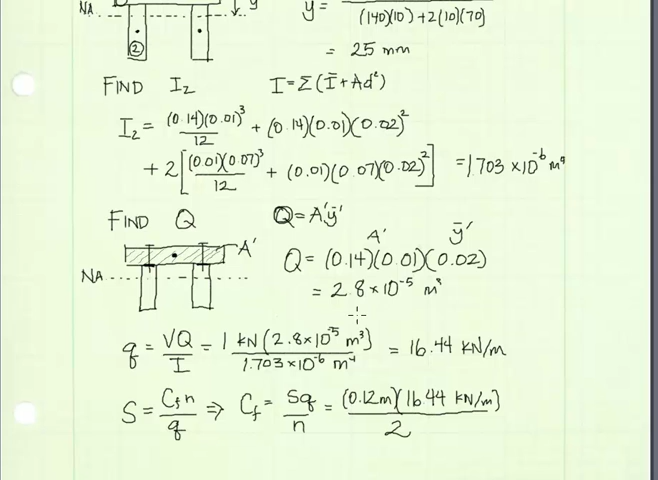 NA y ȳ =
(140)(10) + 2(10)(70)
②
= 25 mm
FIND I₂ I = Σ(Ī + Ad²)
I₂ = (0.14)(0.01)³/12 + (0.14)(0.01)(0.02)²
+ 2[(0.01)(0.07)³/12 + (0.01)(0.07)(0.02)²] = 1.703 × 10⁻⁶ m⁴
FIND Q Q = A'ȳ'
A' A' ȳ'
Q = (0.14)(0.01)(0.02)
NA
= 2.8 × 10⁻⁵ m³
q = VQ/I = 1 kN (2.8×10⁻⁵ m³)/1.703×10⁻⁶ m⁴ = 16.44 kN/m
S = C_f n/q ⇒ C_f = Sq/n = (0.12m)(16.44 kN/m)/2